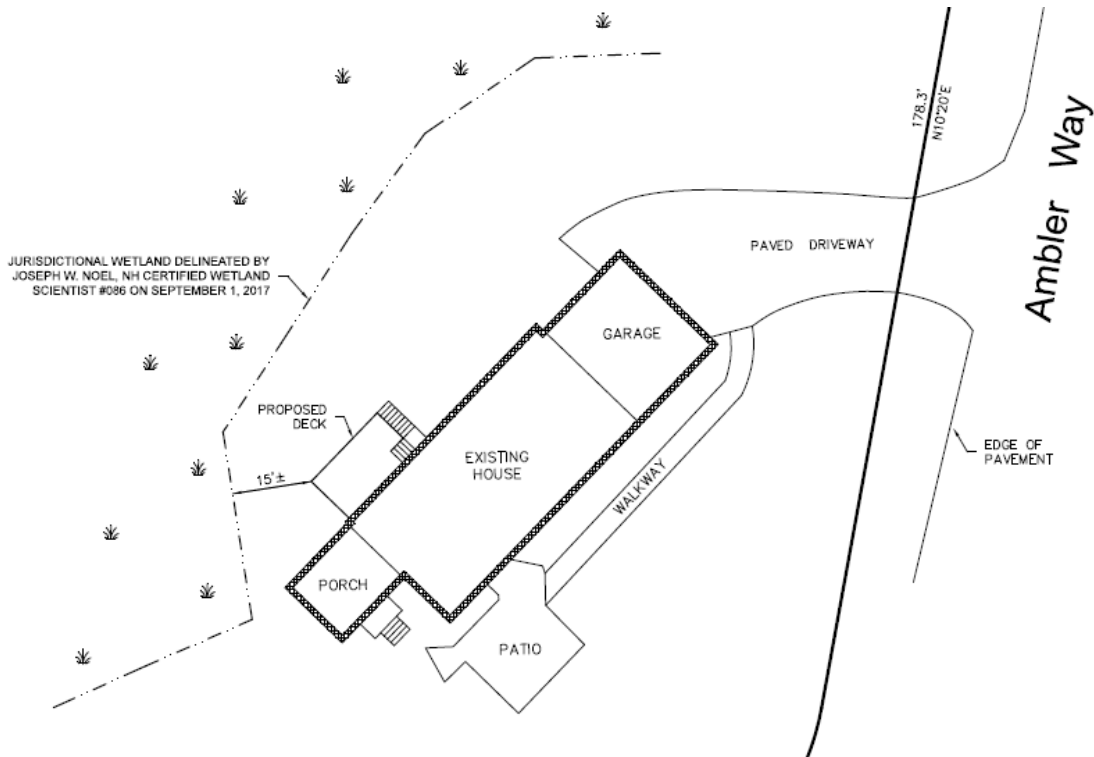 178.3'
N10°20'E
Ambler Way
JURISDICTIONAL WETLAND DELINEATED BY
JOSEPH W. NOEL, NH CERTIFIED WETLAND
SCIENTIST #086 ON SEPTEMBER 1, 2017
PAVED DRIVEWAY
GARAGE
PROPOSED
DECK
EXISTING
HOUSE
EDGE OF
PAVEMENT
15'±
WALKWAY
PORCH
PATIO